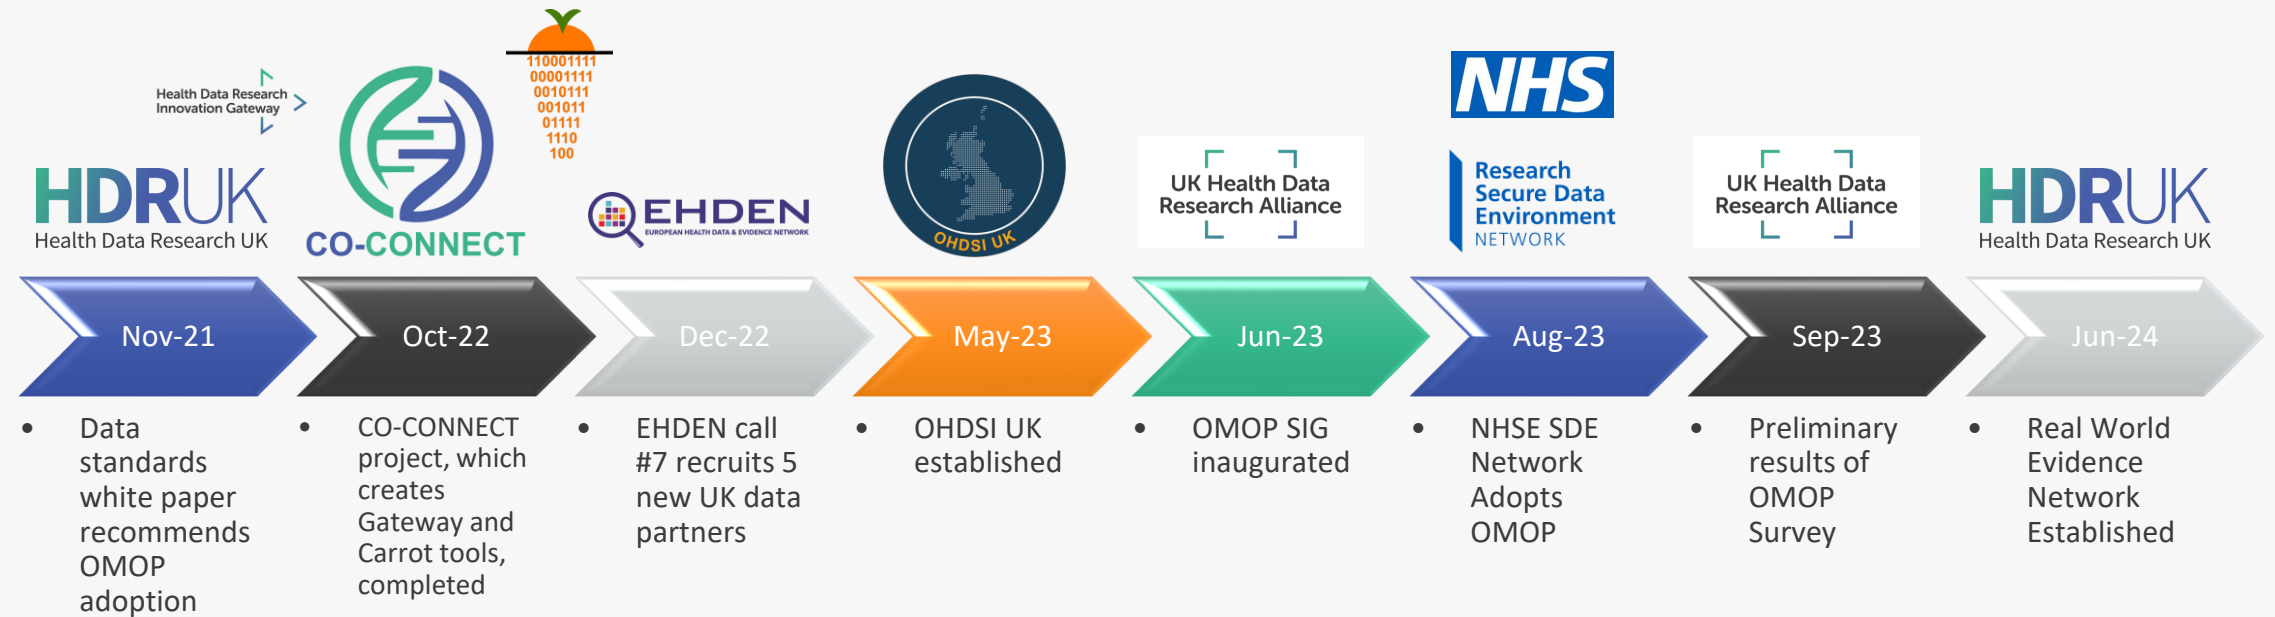 Health Data Research
Innovation Gateway
HDRUK
Health Data Research UK
CO-CONNECT
110001111
00001111
0010111
001011
01111
1110
100
EHDEN
EUROPEAN HEALTH DATA & EVIDENCE NETWORK
OHDSI UK
UK Health Data
Research Alliance
NHS
Research
Secure Data
Environment
NETWORK
UK Health Data
Research Alliance
HDRUK
Health Data Research UK
Nov-21
Oct-22
Dec-22
May-23
Jun-23
Aug-23
Sep-23
Jun-24
• Data
standards
white paper
recommends
OMOP
adoption
• CO-CONNECT
project, which
creates
Gateway and
Carrot tools,
completed
• EHDEN call
#7 recruits 5
new UK data
partners
• OHDSI UK
established
• OMOP SIG
inaugurated
• NHSE SDE
Network
Adopts
OMOP
• Preliminary
results of
OMOP
Survey
• Real World
Evidence
Network
Established